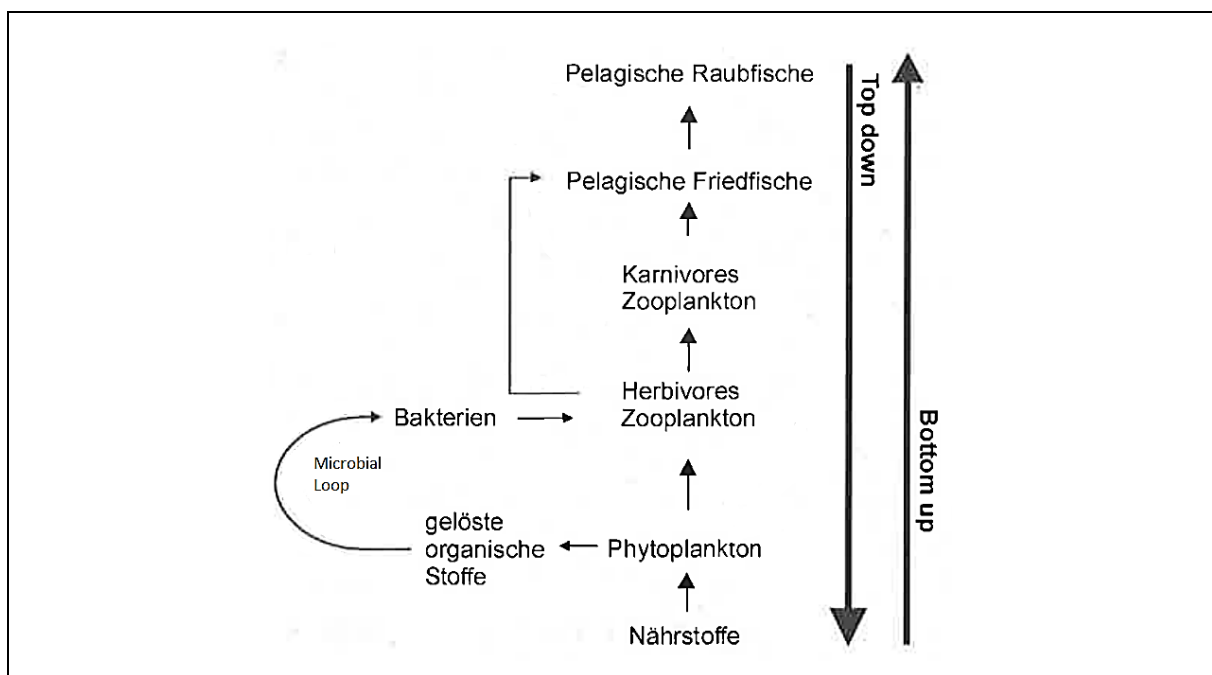 Pelagische Raubfische
Pelagische Friedfische
Karnivores
Zooplankton
Herbivores
Zooplankton
Bakterien
Microbial
Loop
gelöste
organische
Stoffe
Phytoplankton
Nährstoffe
Top down
Bottom up